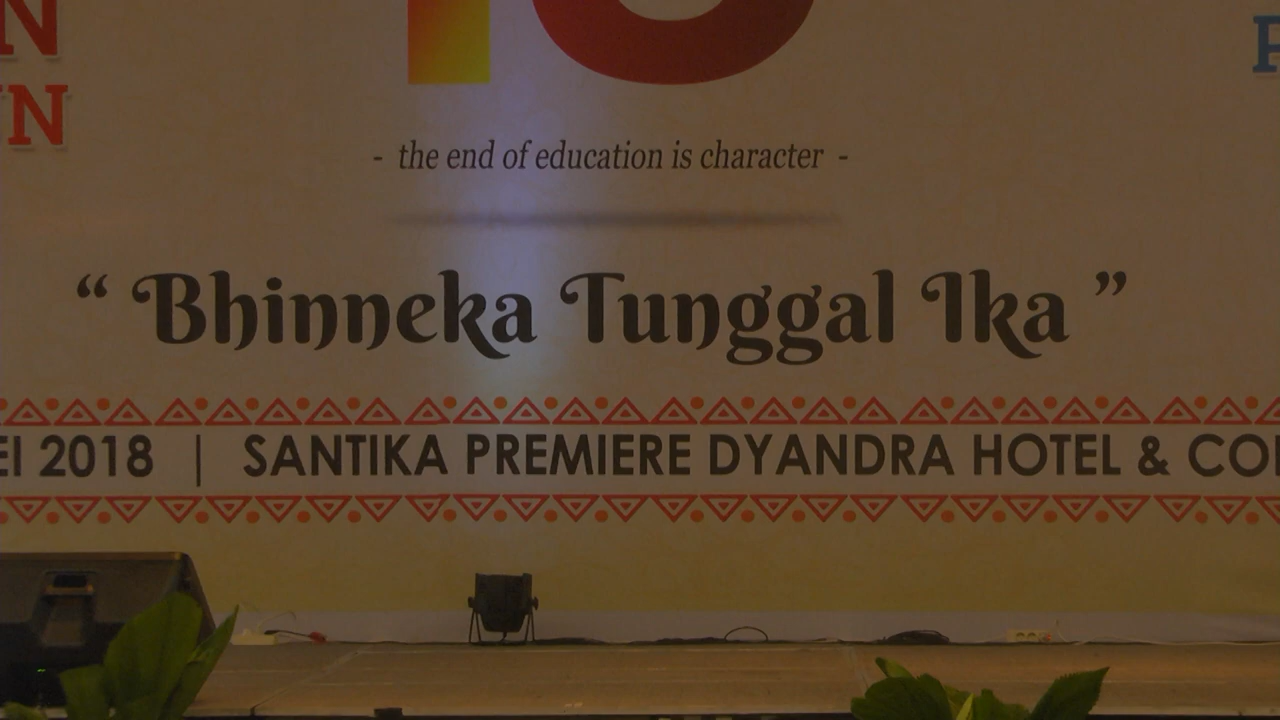 - the end of education is character -
“ Bhinneka Tunggal Ika ”
2018 | SANTIKA PREMIERE DYANDRA HOTEL &